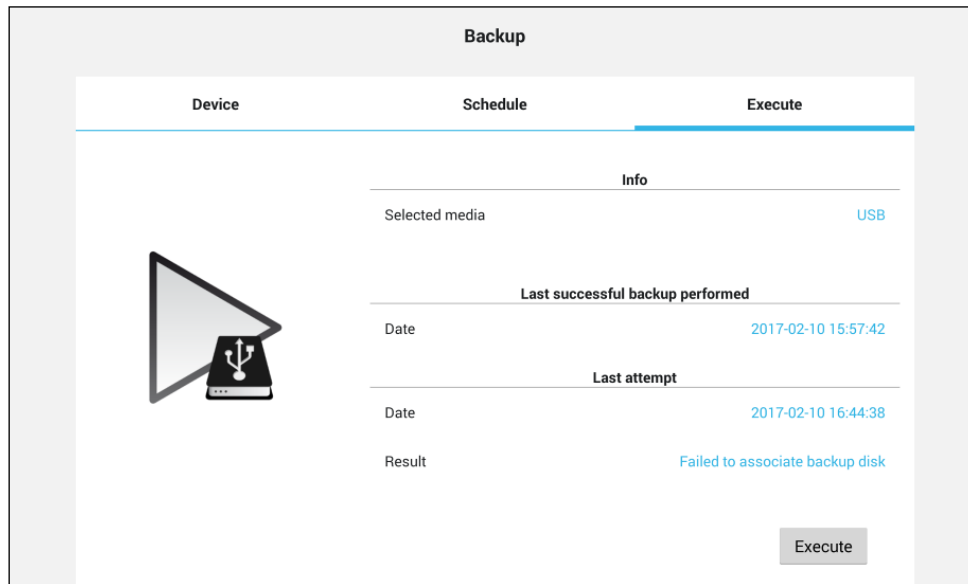 Backup
Device Schedule Execute
Info
Selected media USB
Last successful backup performed
Date 2017-02-10 15:57:42
Last attempt
Date 2017-02-10 16:44:38
Result Failed to associate backup disk
Execute